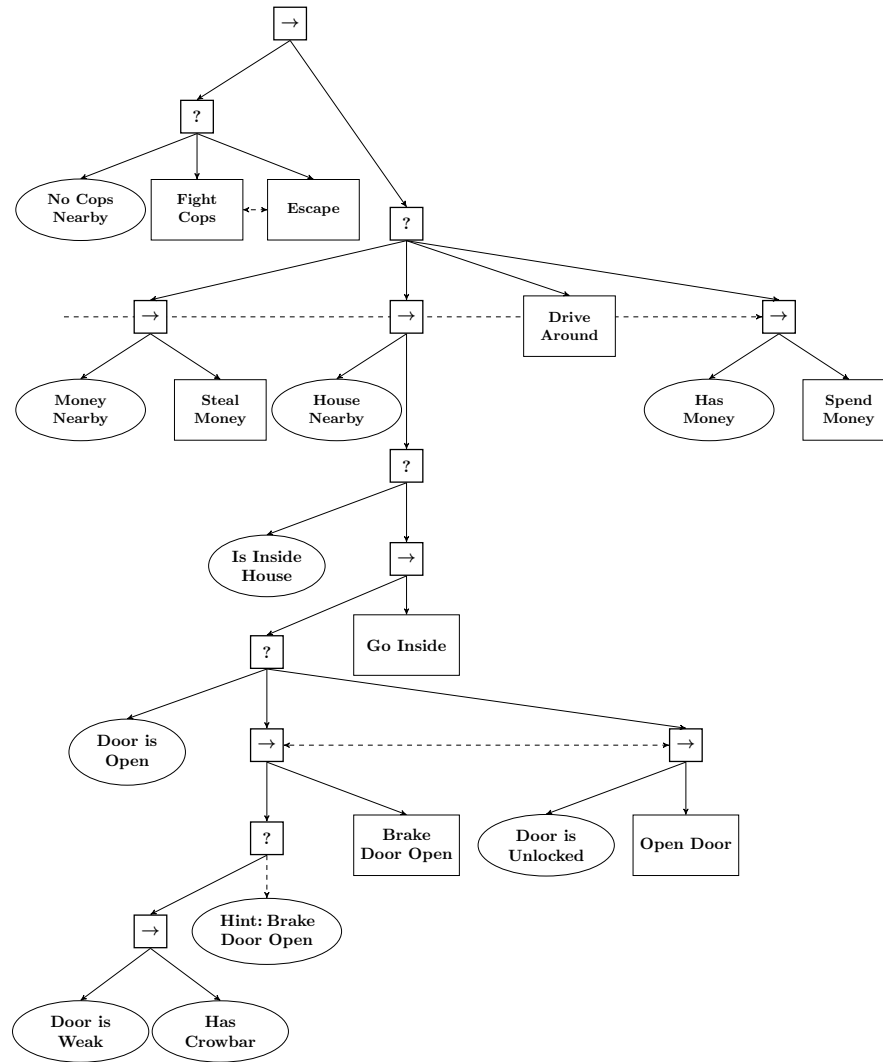 →
?
No Cops
Nearby
Fight
Cops
Escape
?
→
→
Drive
Around
→
Money
Nearby
Steal
Money
House
Nearby
Has
Money
Spend
Money
?
Is Inside
House
→
?
Go Inside
Door is
Open
→
→
?
Brake
Door Open
Door is
Unlocked
Open Door
→
Hint: Brake
Door Open
Door is
Weak
Has
Crowbar